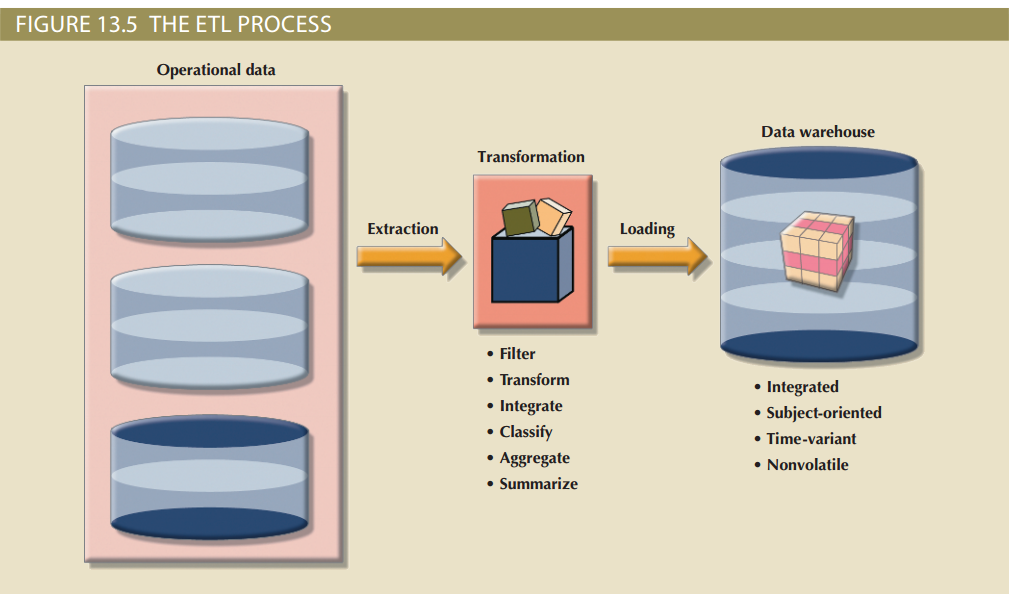 FIGURE 13.5 THE ETL PROCESS
Operational data
Extraction
Transformation
• Filter
• Transform
• Integrate
• Classify
• Aggregate
• Summarize
Loading
Data warehouse
• Integrated
• Subject-oriented
• Time-variant
• Nonvolatile